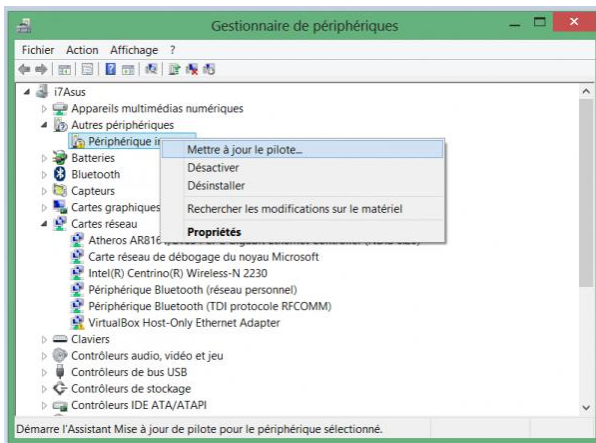 Gestionnaire de périphériques
Fichier Action Affichage ?
i7Asus
Appareils multimédias numériques
Autres périphériques
Périphérique
Mettre à jour le pilote...
Batteries
Désactiver
Bluetooth
Désinstaller
Capteurs
Cartes graphiques
Rechercher les modifications sur le matériel
Propriétés
Cartes réseau
Atheros
Carte réseau de débogage du noyau Microsoft
Intel(R) Centrino(R) Wireless-N 2230
Périphérique Bluetooth (réseau personnel)
Périphérique Bluetooth (TDI protocole RFCOMM)
VirtualBox Host-Only Ethernet Adapter
Claviers
Contrôleurs audio, vidéo et jeu
Contrôleurs de bus USB
Contrôleurs de stockage
Contrôleurs IDE ATA/ATAPI
Démarre l'Assistant Mise à jour de pilote pour le périphérique sélectionné.